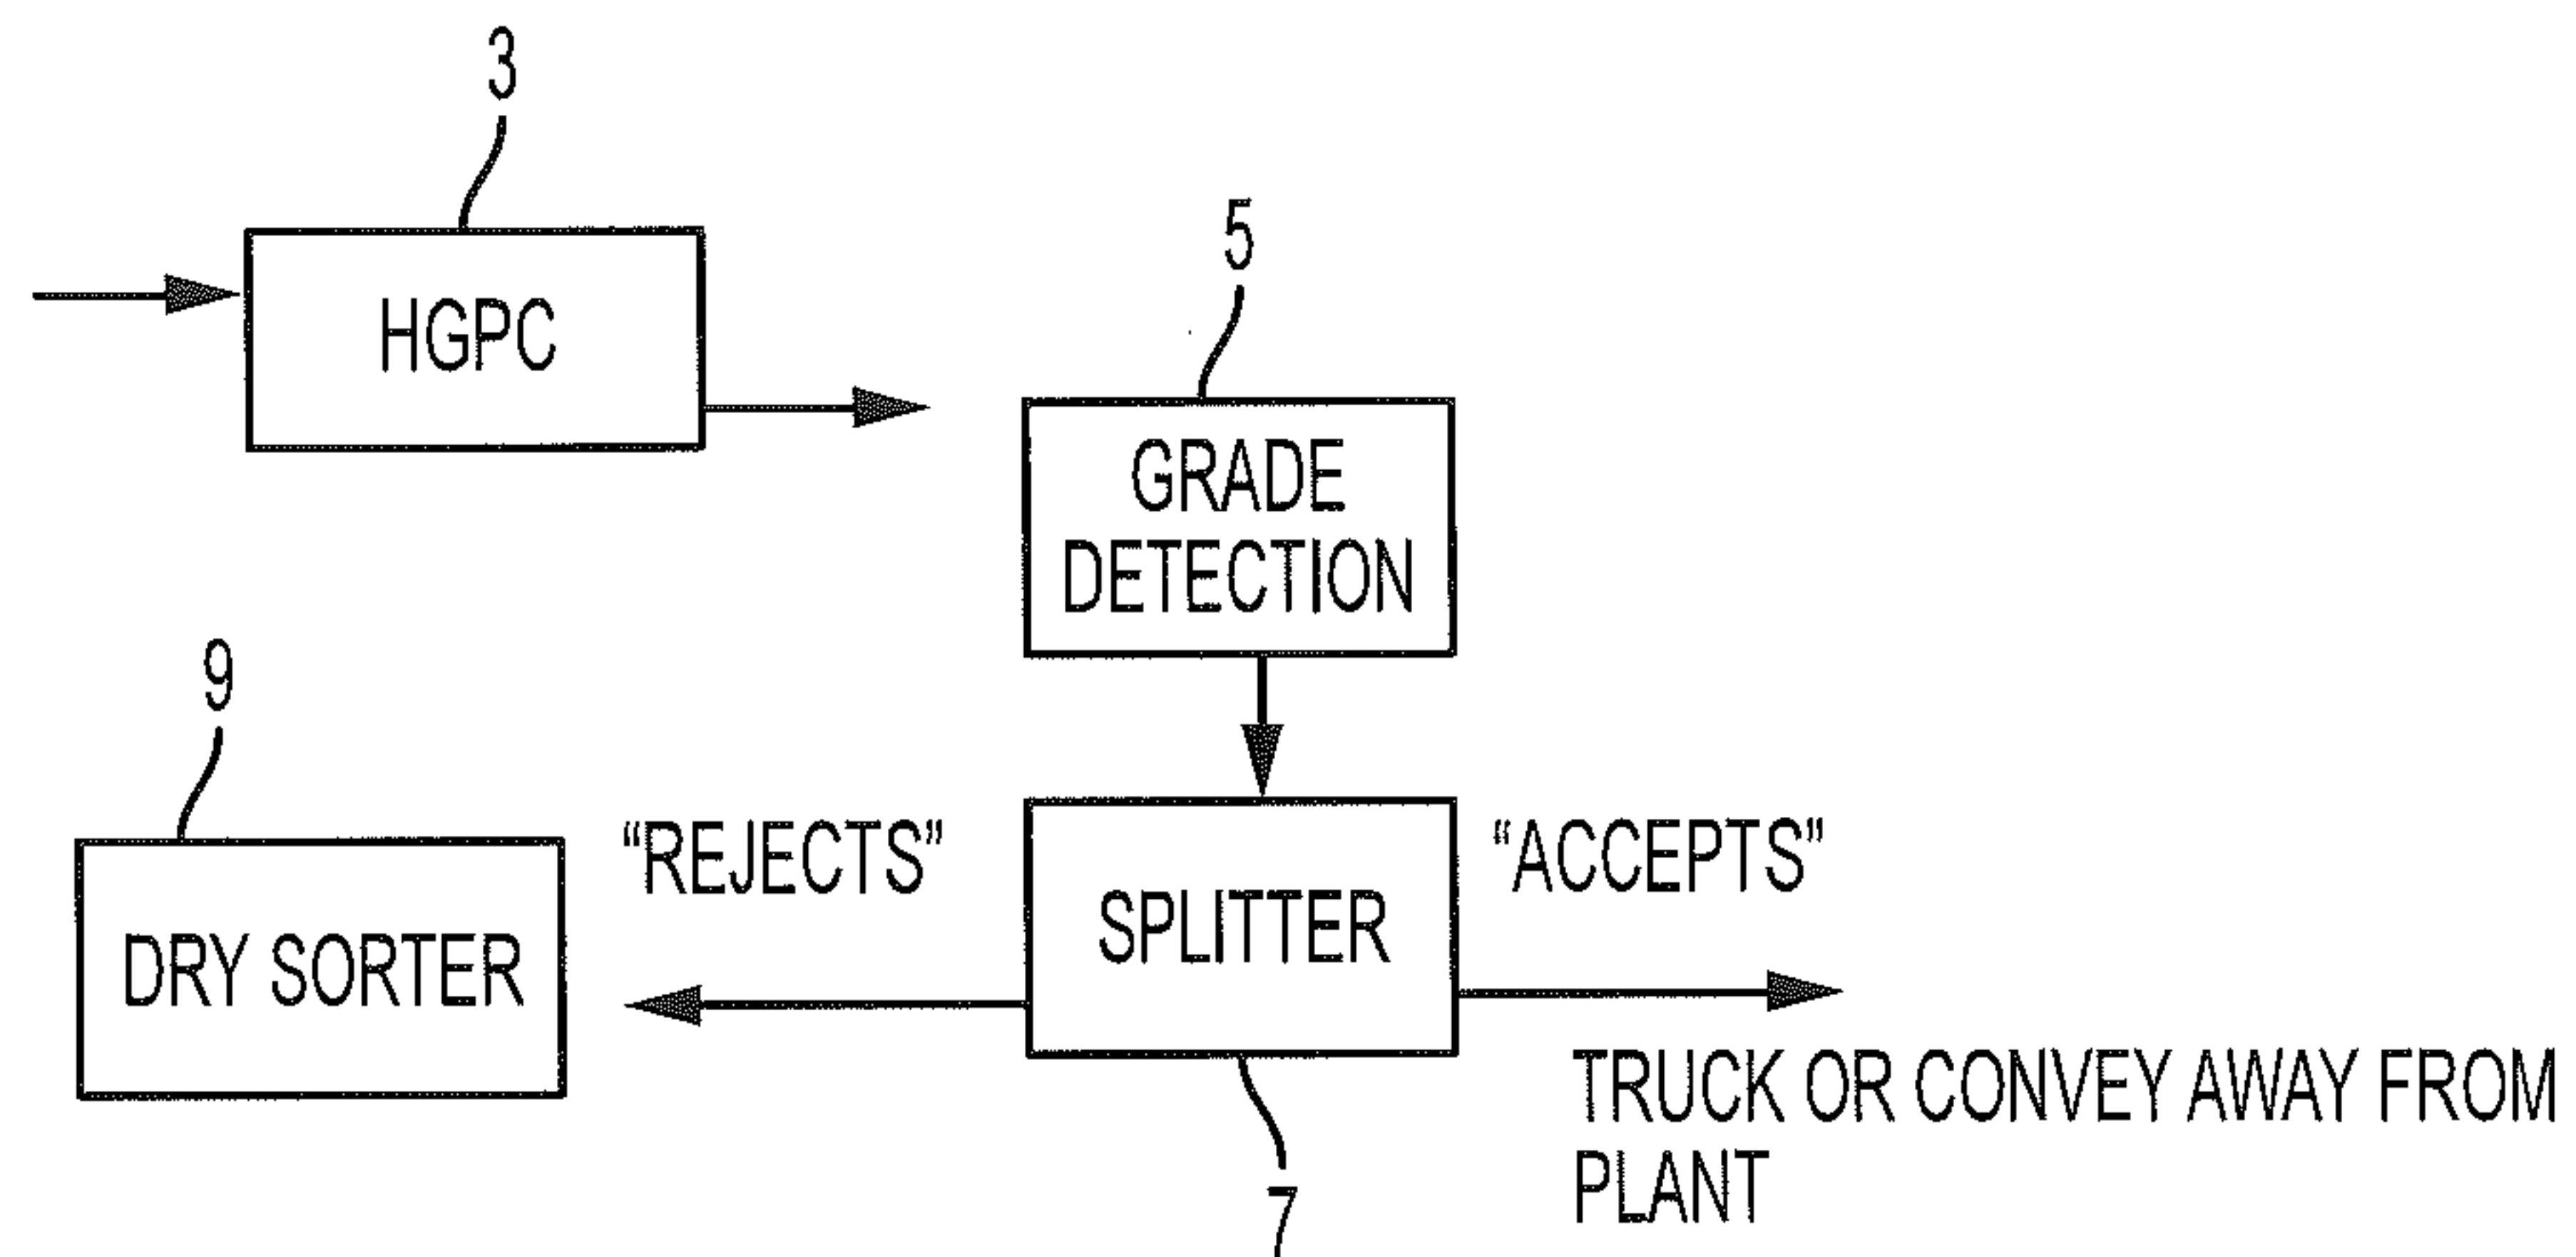 3
HGPC
5
GRADE
DETECTION
9
"REJECTS"
"ACCEPTS"
DRY SORTER
SPLITTER
TRUCK OR CONVEY AWAY FROM
PLANT
7